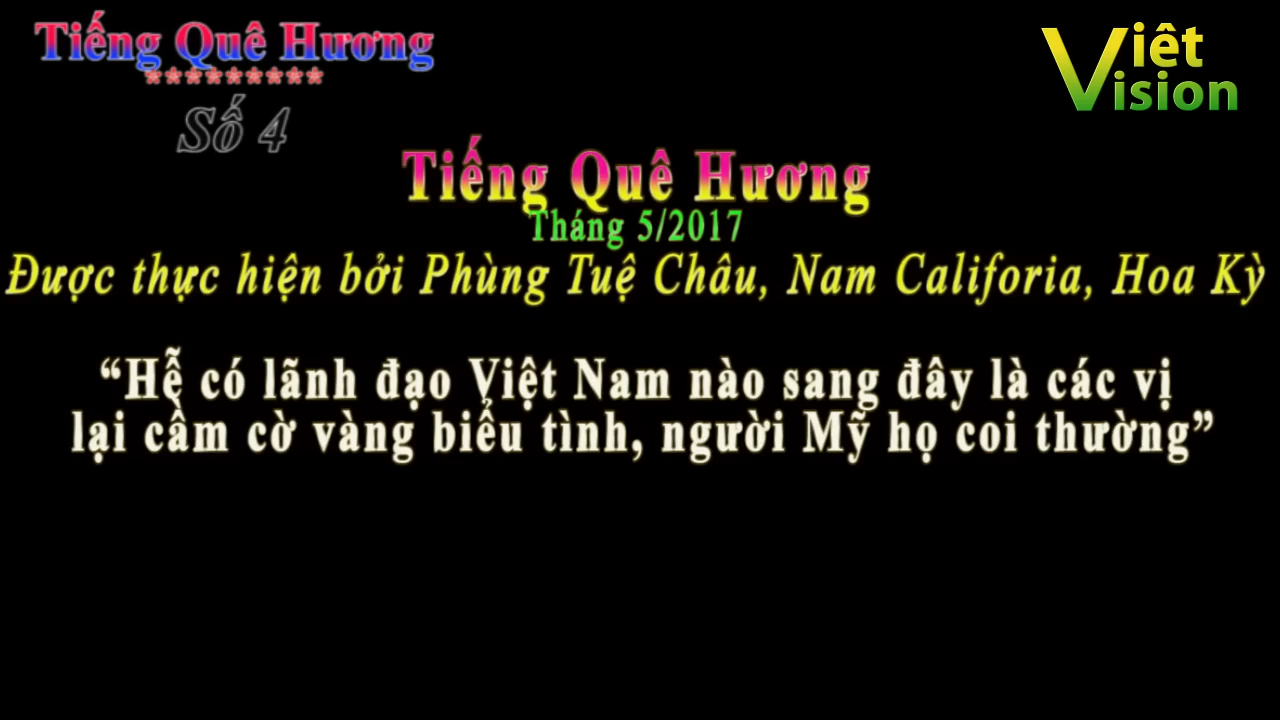 Tiếng Quê Hương
*********
Số 4
Việt
Vision
Tiếng Quê Hương
Tháng 5/2017
Được thực hiện bởi Phùng Tuệ Châu, Nam Califoria, Hoa Kỳ
“Hễ có lãnh đạo Việt Nam nào sang đây là các vị
lại cầm cờ vàng biểu tình, người Mỹ họ coi thường”